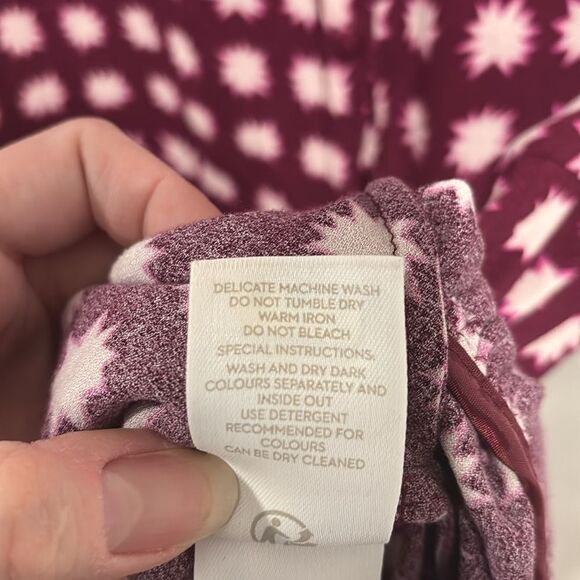 DELICATE MACHINE WASH
DO NOT TUMBLE DRY
WARM IRON
DO NOT BLEACH
SPECIAL INSTRUCTIONS:
WASH AND DRY DARK
COLOURS SEPARATELY AND
INSIDE OUT
USE DETERGENT
RECOMMENDED FOR
COLOURS
CAN BE DRY CLEANED